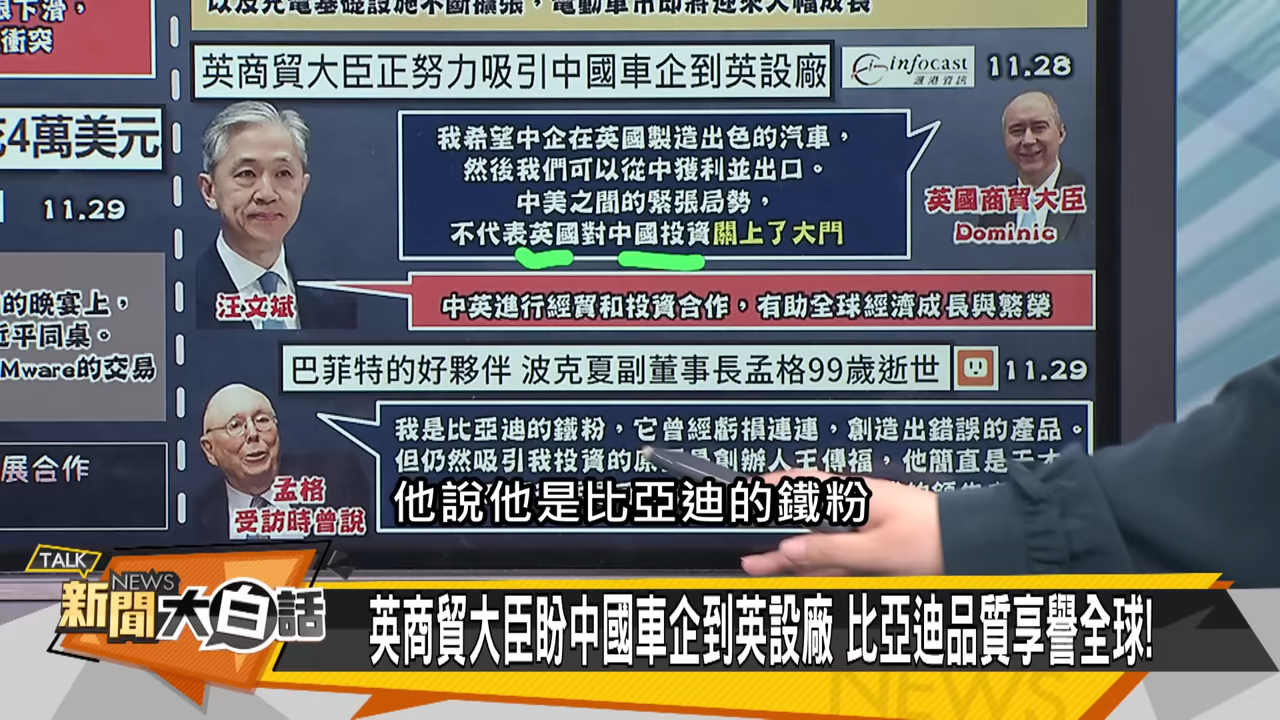 以及充電基礎設施不斷擴張，電動車市即將迎來大幅成長
下滑，
衝突
英商貿大臣正努力吸引中國車企到英設廠
infocast
滙港資訊
11.28
我希望中企在英國製造出色的汽車，
然後我們可以從中獲利並出口。
中美之間的緊張局勢，
不代表英國對中國投資關上了大門
英國商貿大臣
Dominic
汪文斌
中英進行經貿和投資合作，有助全球經濟成長與繁榮
4萬美元
11.29
的晚宴上，
近平同桌。
Mware的交易
展合作
巴菲特的好夥伴 波克夏副董事長孟格99歲逝世
11.29
我是比亞迪的鐵粉，它曾經虧損連連，創造出錯誤的產品。
但仍然吸引我投資的原因是創辦人王傳福，他簡直是天才
孟格
受訪時曾說
他說他是比亞迪的鐵粉
TALK
NEWS
新聞大白話
英商貿大臣盼中國車企到英設廠 比亞迪品質享譽全球!
NEWS